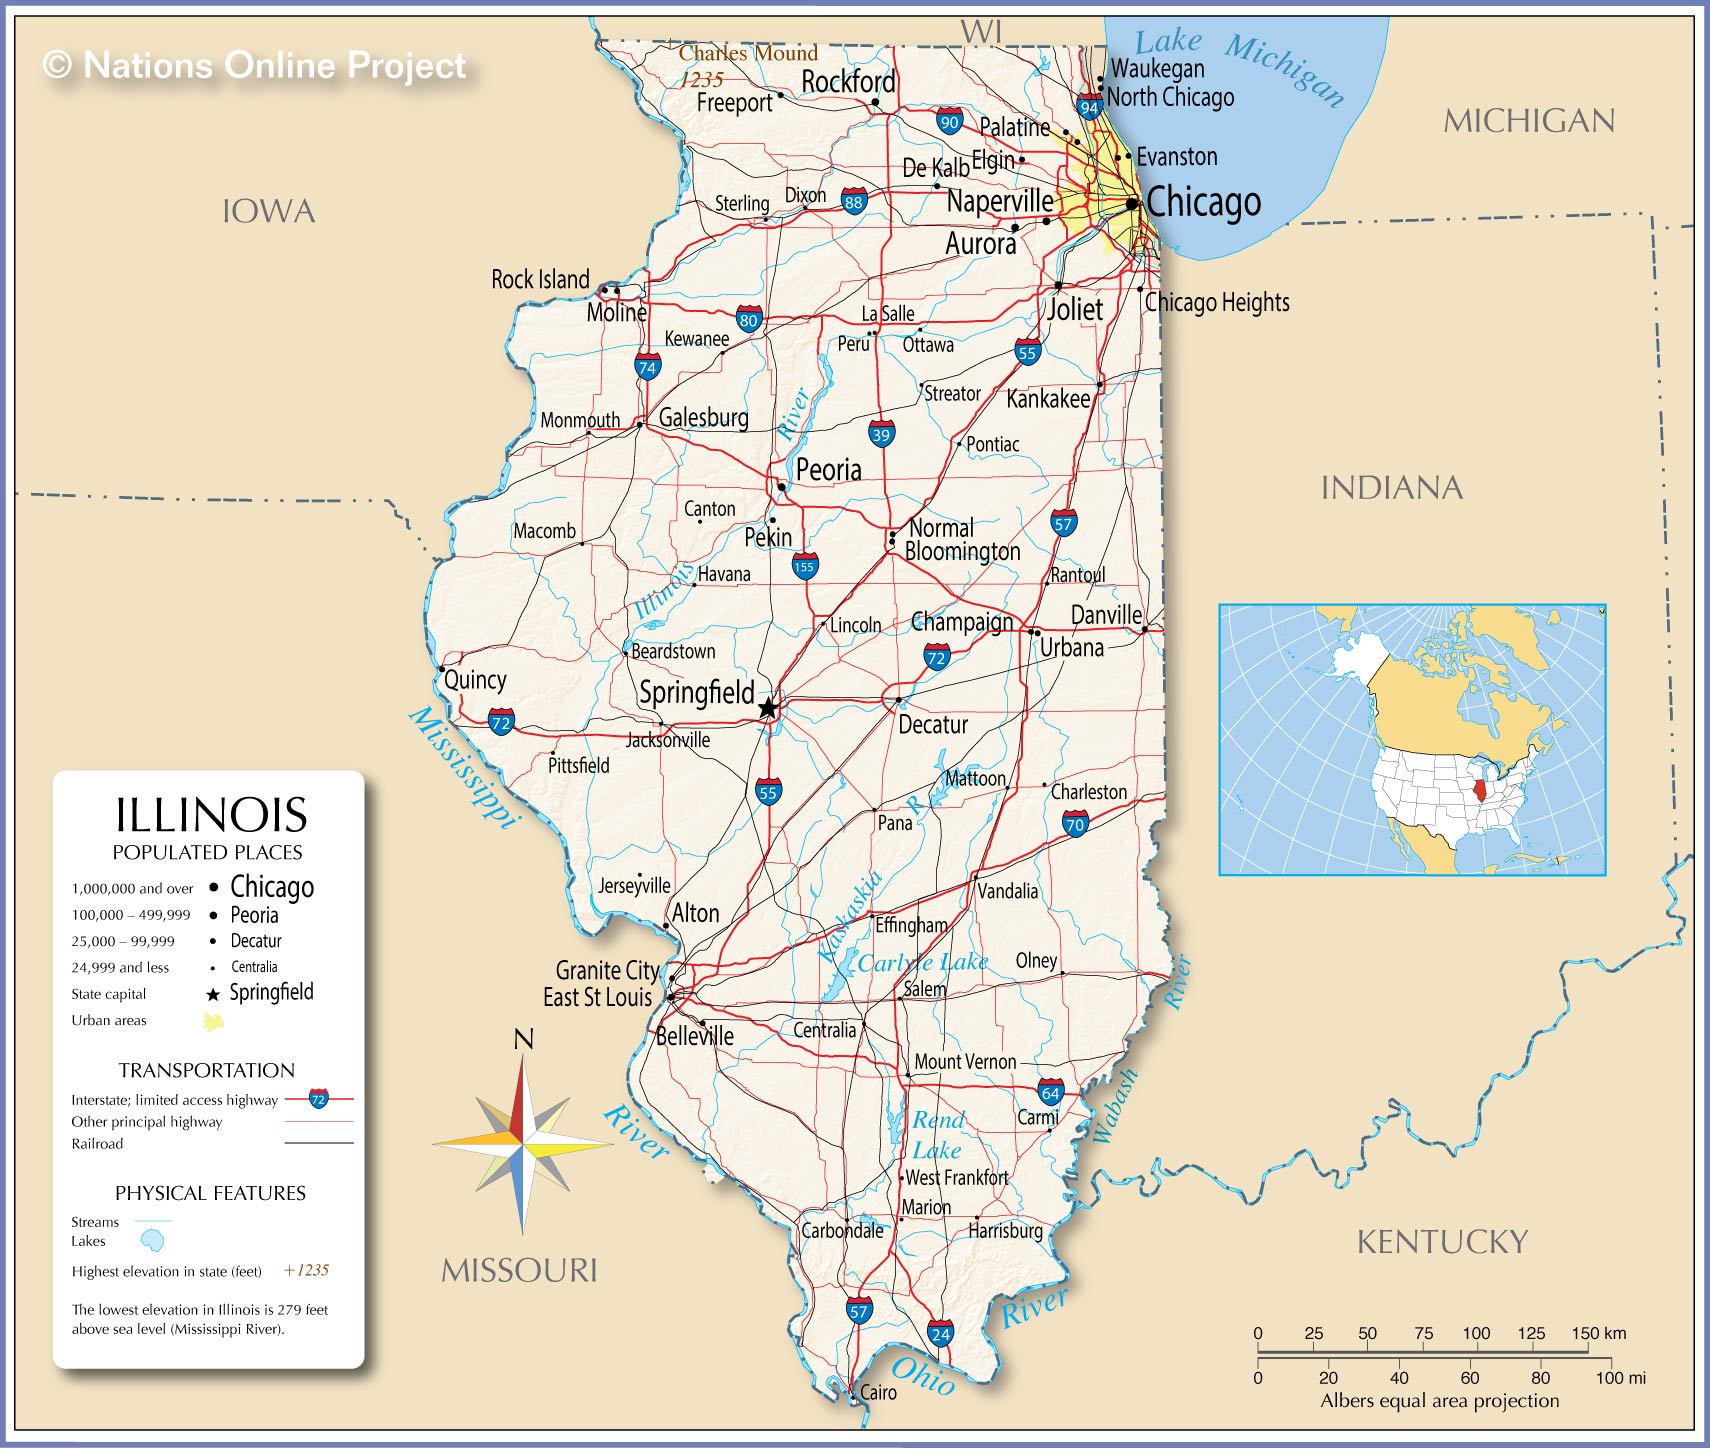 © Nations Online Project
WI
Lake Michigan
MICHIGAN
IOWA
INDIANA
KENTUCKY
MISSOURI
Charles Mound
1235
Rockford
Freeport
Waukegan
North Chicago
94
90
Palatine
Elgin
Evanston
De Kalb
Dixon
Sterling
88
Naperville
Chicago
Aurora
Rock Island
Moline
Joliet
Chicago Heights
80
La Salle
Kewanee
Peru
Ottawa
55
74
Streator
Kankakee
River
Monmouth
Galesburg
39
Pontiac
Peoria
Canton
57
Macomb
Pekin
Normal
Bloomington
155
Havana
Rantoul
Illinois
Lincoln
Champaign
Danville
Urbana
72
Beardstown
Quincy
Springfield
72
Decatur
Jacksonville
Mississippi
Pittsfield
55
Mattoon
Charleston
R
Pana
70
Jerseyville
Vandalia
Kaskaskia
Alton
Effingham
Granite City
Carlyle Lake
Olney
River
East St Louis
Salem
Belleville
Centralia
Mount Vernon
64
Wabash
Carmi
River
Rend
Lake
West Frankfort
Marion
Carbondale
Harrisburg
57
24
River
Ohio
Cairo
ILLINOIS
POPULATED PLACES
1,000,000 and over Chicago
100,000 – 499,999 Peoria
25,000 – 99,999 Decatur
24,999 and less Centralia
State capital Springfield
Urban areas
TRANSPORTATION
Interstate; limited access highway 72
Other principal highway
Railroad
PHYSICAL FEATURES
Streams
Lakes
Highest elevation in state (feet) +1235
The lowest elevation in Illinois is 279 feet
above sea level (Mississippi River).
N
0 25 50 75 100 125 150 km
0 20 40 60 80 100 mi
Albers equal area projection